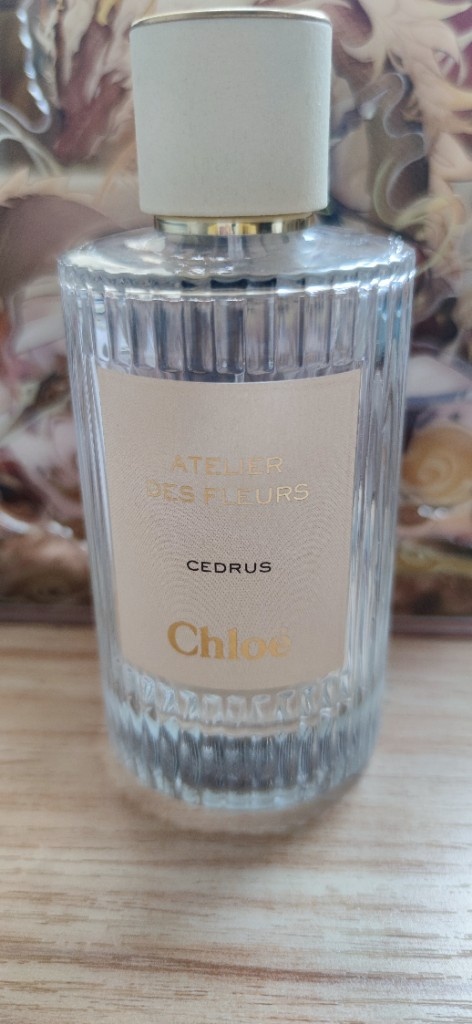 ATELIER
DES FLEURS
CEDRUS
Chloé